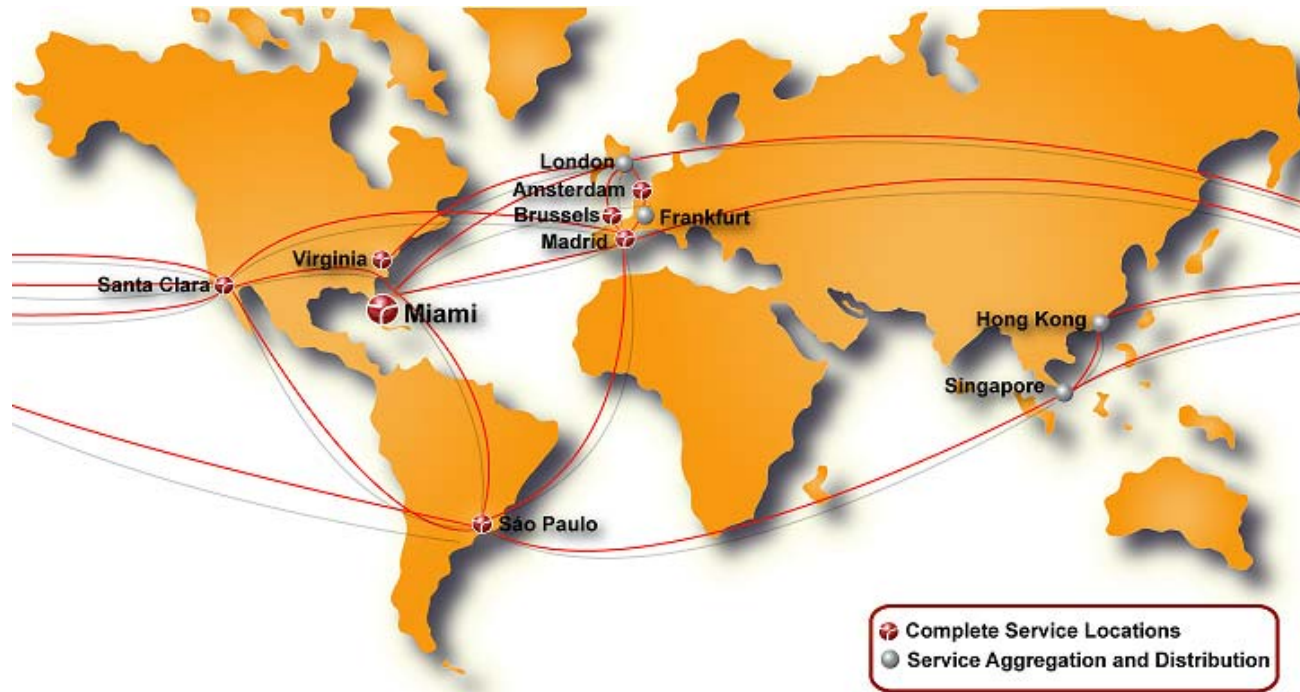 London
Amsterdam
Brussels
Frankfurt
Madrid
Virginia
Santa Clara
Miami
Hong Kong
Singapore
Sáo Paulo
Complete Service Locations
Service Aggregation and Distribution